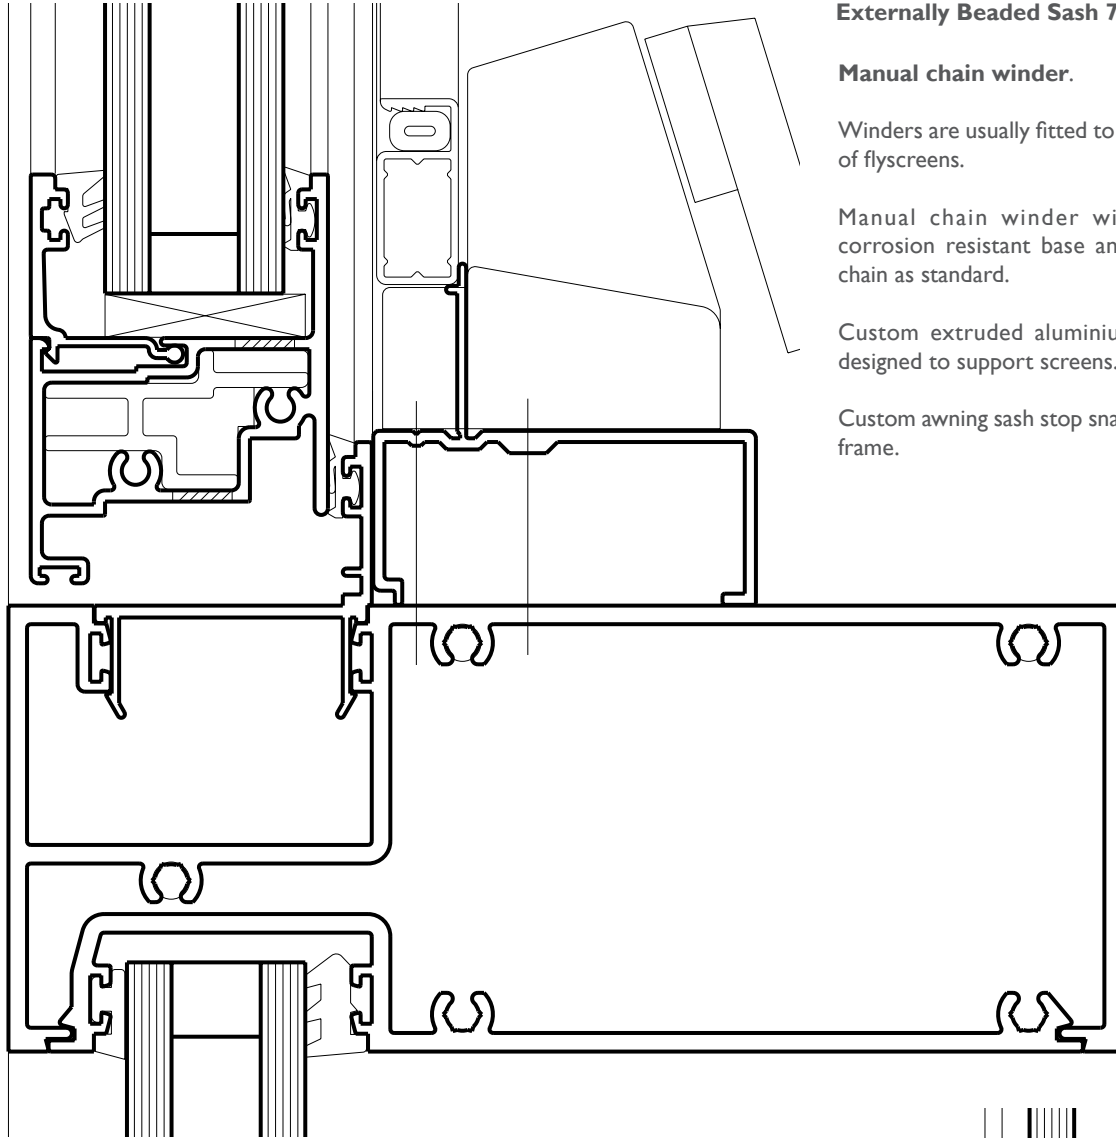 Externally Beaded Sash 7
Manual chain winder.
Winders are usually fitted to
of flyscreens.
Manual chain winder wi
corrosion resistant base an
chain as standard.
Custom extruded aluminiu
designed to support screens.
Custom awning sash stop sna
frame.